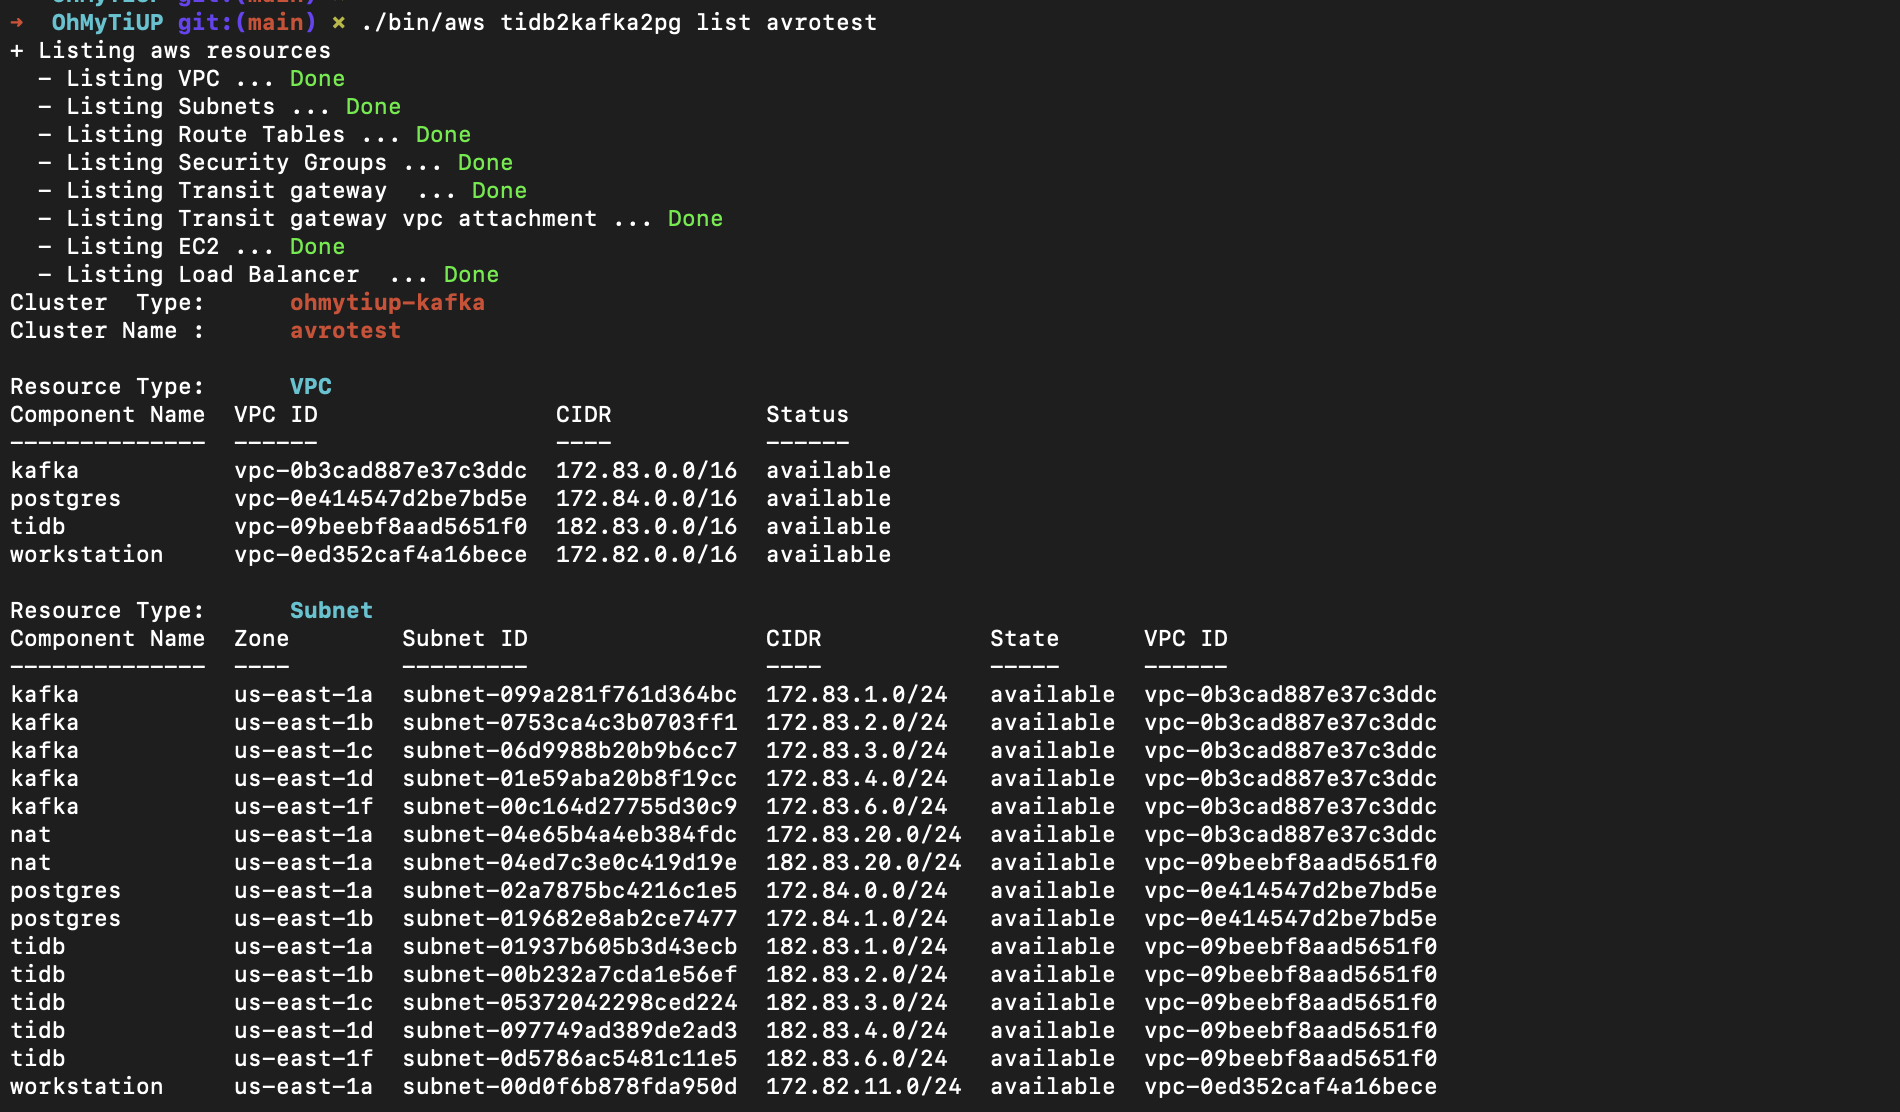 OhMyTiUP git:(main) ×
➜  OhMyTiUP git:(main) × ./bin/aws tidb2kafka2pg list avrotest
+ Listing aws resources
  - Listing VPC ... Done
  - Listing Subnets ... Done
  - Listing Route Tables ... Done
  - Listing Security Groups ... Done
  - Listing Transit gateway  ... Done
  - Listing Transit gateway vpc attachment ... Done
  - Listing EC2 ... Done
  - Listing Load Balancer  ... Done
Cluster  Type:      ohmytiup-kafka
Cluster Name :      avrotest
Resource Type:      VPC
Component Name  VPC ID                 CIDR           Status
--------------  ------                 ----           ------
kafka           vpc-0b3cad887e37c3ddc  172.83.0.0/16  available
postgres        vpc-0e414547d2be7bd5e  172.84.0.0/16  available
tidb            vpc-09beebf8aad5651f0  182.83.0.0/16  available
workstation     vpc-0ed352caf4a16bece  172.82.0.0/16  available
Resource Type:      Subnet
Component Name  Zone        Subnet ID                 CIDR            State      VPC ID
--------------  ----        ---------                 ----            -----      ------
kafka           us-east-1a  subnet-099a281f761d364bc  172.83.1.0/24   available  vpc-0b3cad887e37c3ddc
kafka           us-east-1b  subnet-0753ca4c3b0703ff1  172.83.2.0/24   available  vpc-0b3cad887e37c3ddc
kafka           us-east-1c  subnet-06d9988b20b9b6cc7  172.83.3.0/24   available  vpc-0b3cad887e37c3ddc
kafka           us-east-1d  subnet-01e59aba20b8f19cc  172.83.4.0/24   available  vpc-0b3cad887e37c3ddc
kafka           us-east-1f  subnet-00c164d27755d30c9  172.83.6.0/24   available  vpc-0b3cad887e37c3ddc
nat             us-east-1a  subnet-04e65b4a4eb384fdc  172.83.20.0/24  available  vpc-0b3cad887e37c3ddc
nat             us-east-1a  subnet-04ed7c3e0c419d19e  182.83.20.0/24  available  vpc-09beebf8aad5651f0
postgres        us-east-1a  subnet-02a7875bc4216c1e5  172.84.0.0/24   available  vpc-0e414547d2be7bd5e
postgres        us-east-1b  subnet-019682e8ab2ce7477  172.84.1.0/24   available  vpc-0e414547d2be7bd5e
tidb            us-east-1a  subnet-01937b605b3d43ecb  182.83.1.0/24   available  vpc-09beebf8aad5651f0
tidb            us-east-1b  subnet-00b232a7cda1e56ef  182.83.2.0/24   available  vpc-09beebf8aad5651f0
tidb            us-east-1c  subnet-05372042298ced224  182.83.3.0/24   available  vpc-09beebf8aad5651f0
tidb            us-east-1d  subnet-097749ad389de2ad3  182.83.4.0/24   available  vpc-09beebf8aad5651f0
tidb            us-east-1f  subnet-0d5786ac5481c11e5  182.83.6.0/24   available  vpc-09beebf8aad5651f0
workstation     us-east-1a  subnet-00d0f6b878fda950d  172.82.11.0/24  available  vpc-0ed352caf4a16bece